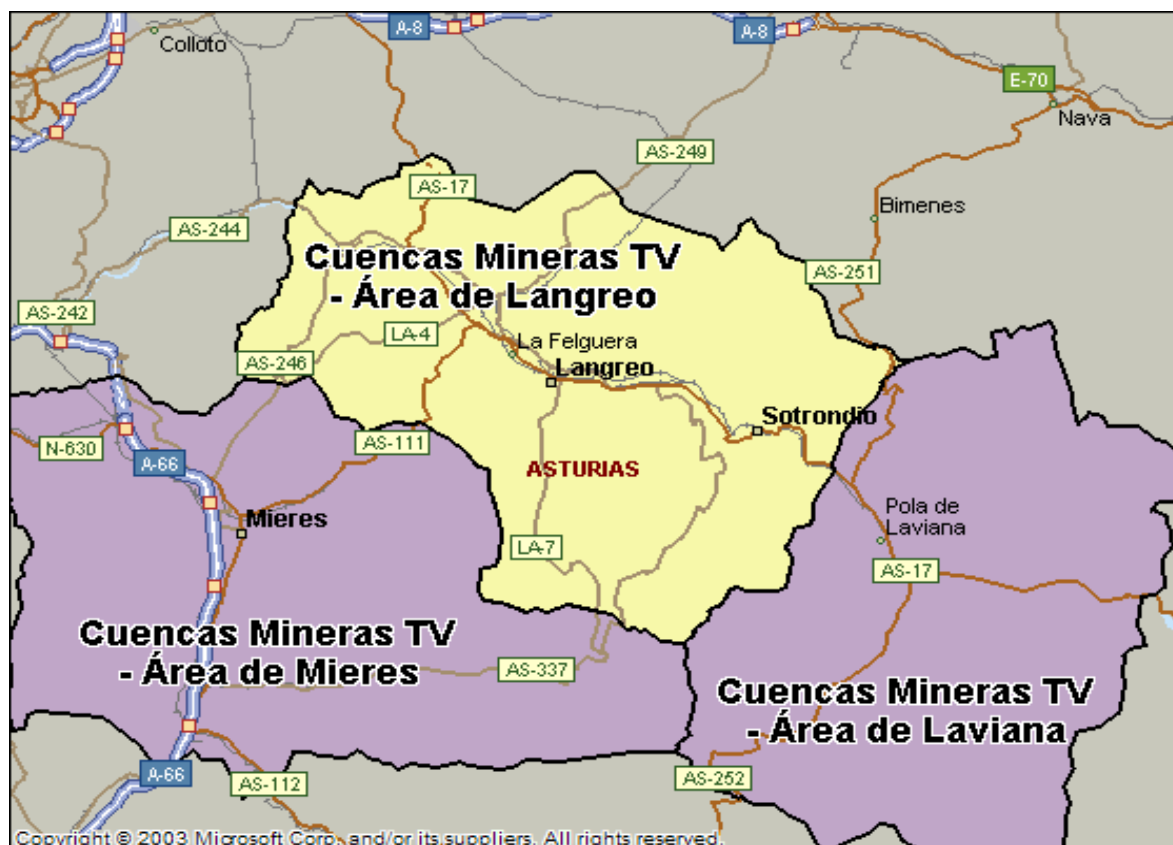 A-8
A-8
Colloto
E-70
Nava
AS-249
AS-17
Bimenes
AS-244
Cuencas Mineras TV
- Área de Langreo
AS-251
AS-242
LA-4
La Felguera
AS-246
Langreo
Sotrondio
AS-111
N-630
A-66
ASTURIAS
Pola de
Laviana
Mieres
LA-7
AS-17
Cuencas Mineras TV
- Área de Mieres
AS-337
Cuencas Mineras TV
- Área de Laviana
A-66
AS-112
AS-252
Copyright © 2003 Microsoft Corp. and/or its suppliers. All rights reserved.